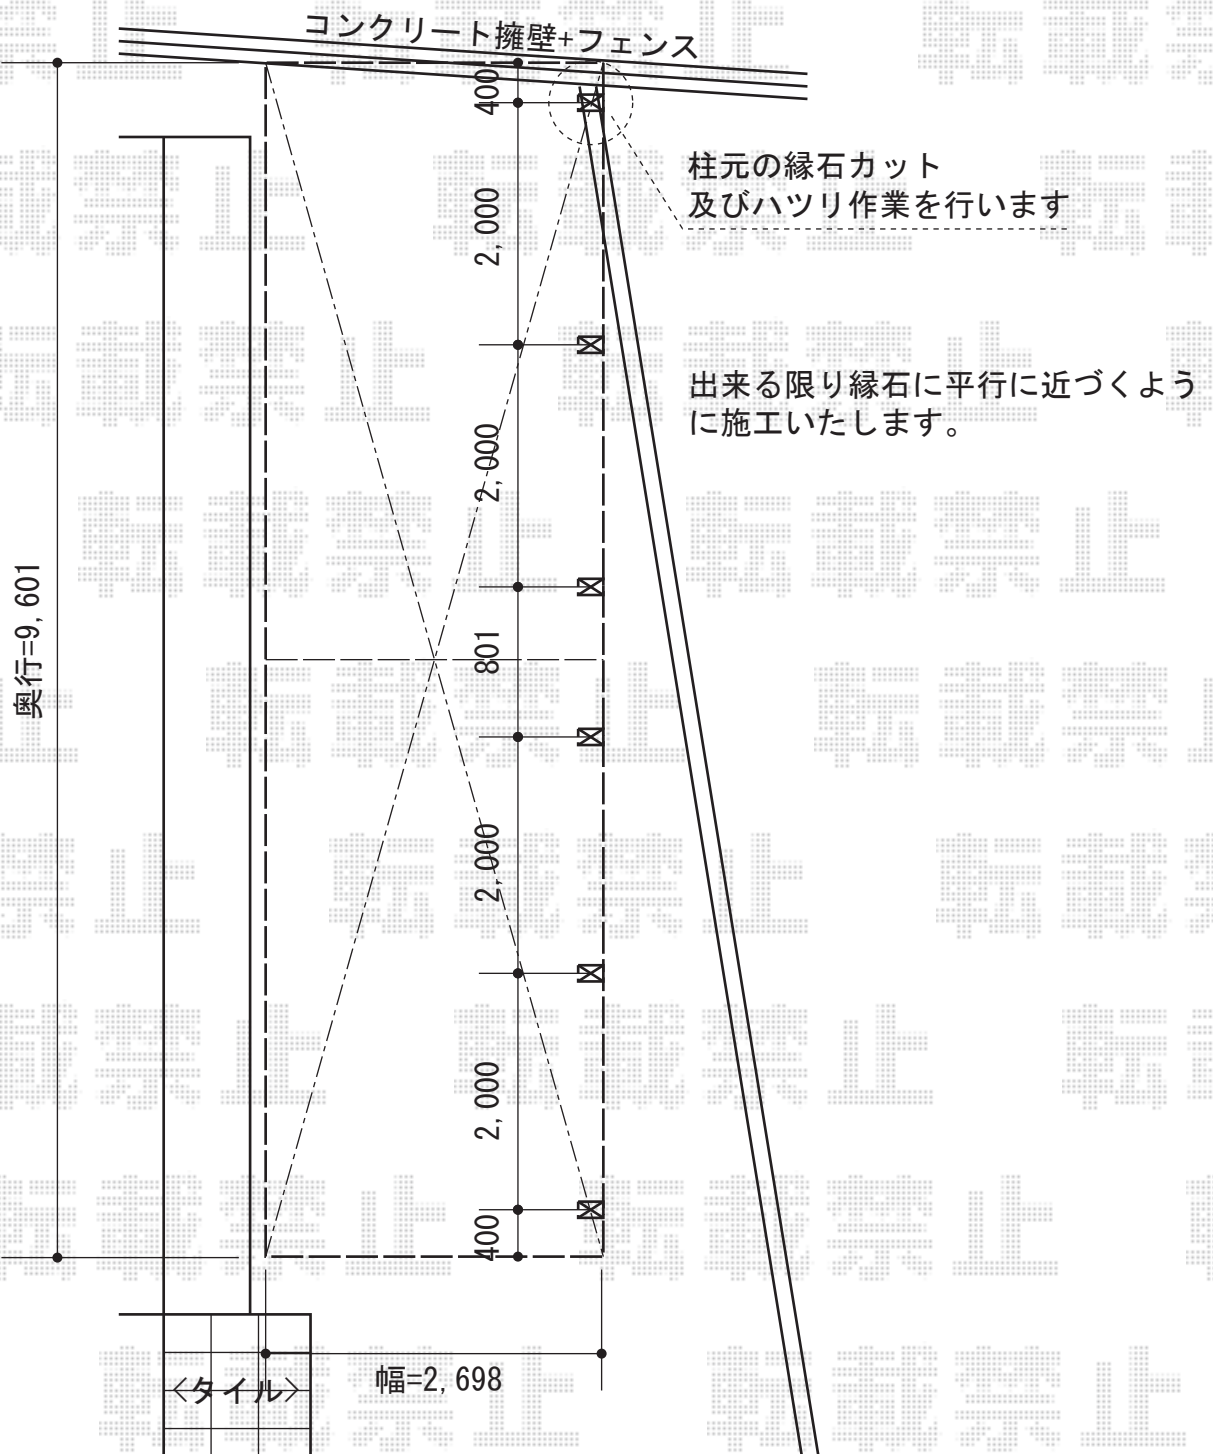 コンクリート擁壁+フェンス
400
2,000
柱元の縁石カット
及びハツリ作業を行います
出来る限り縁石に平行に近づくよう
に施工いたします。
2,000
奥行=9,601
801
2,000
2,000
400
幅=2,698
<タイル>
転載禁止